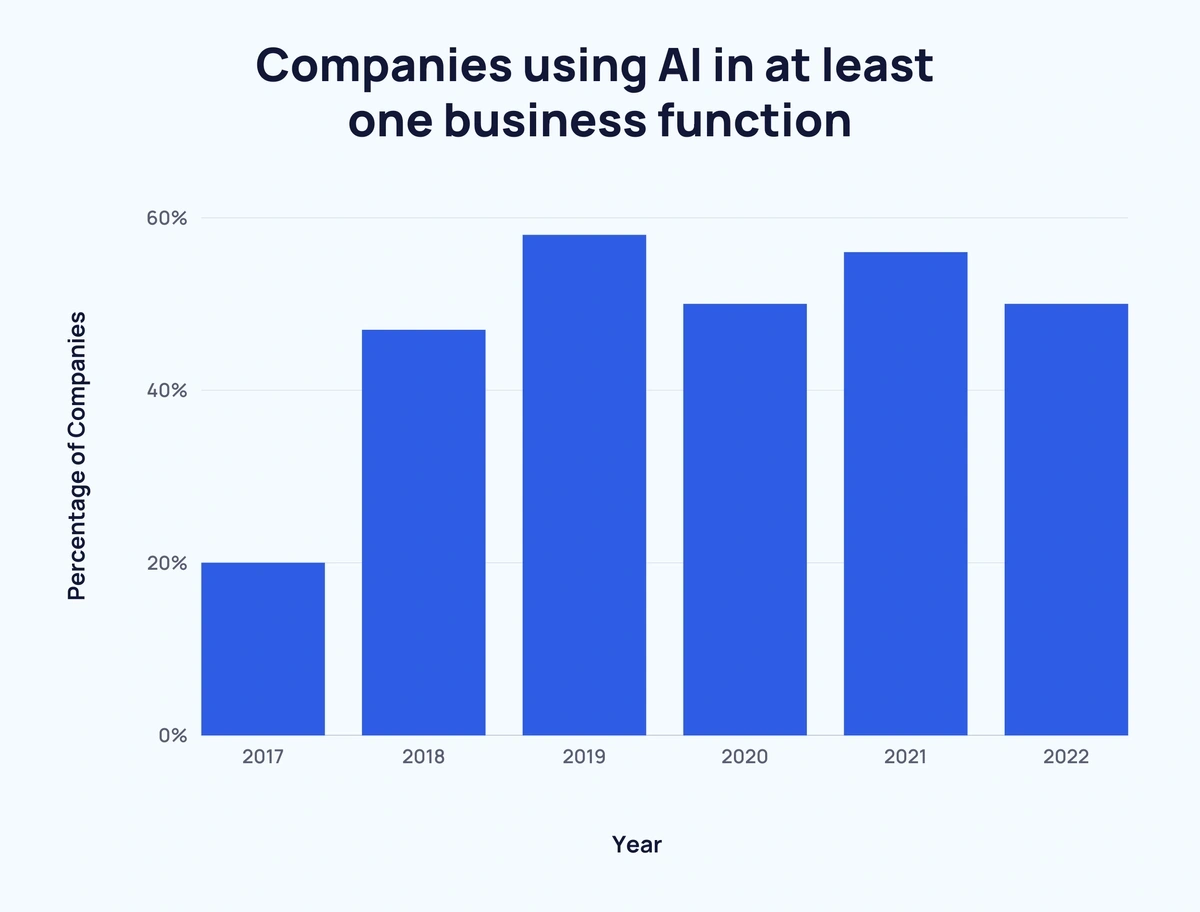 Companies using AI in at least
one business function
Percentage of Companies
60%
40%
20%
0%
2017 2018 2019 2020 2021 2022
Year